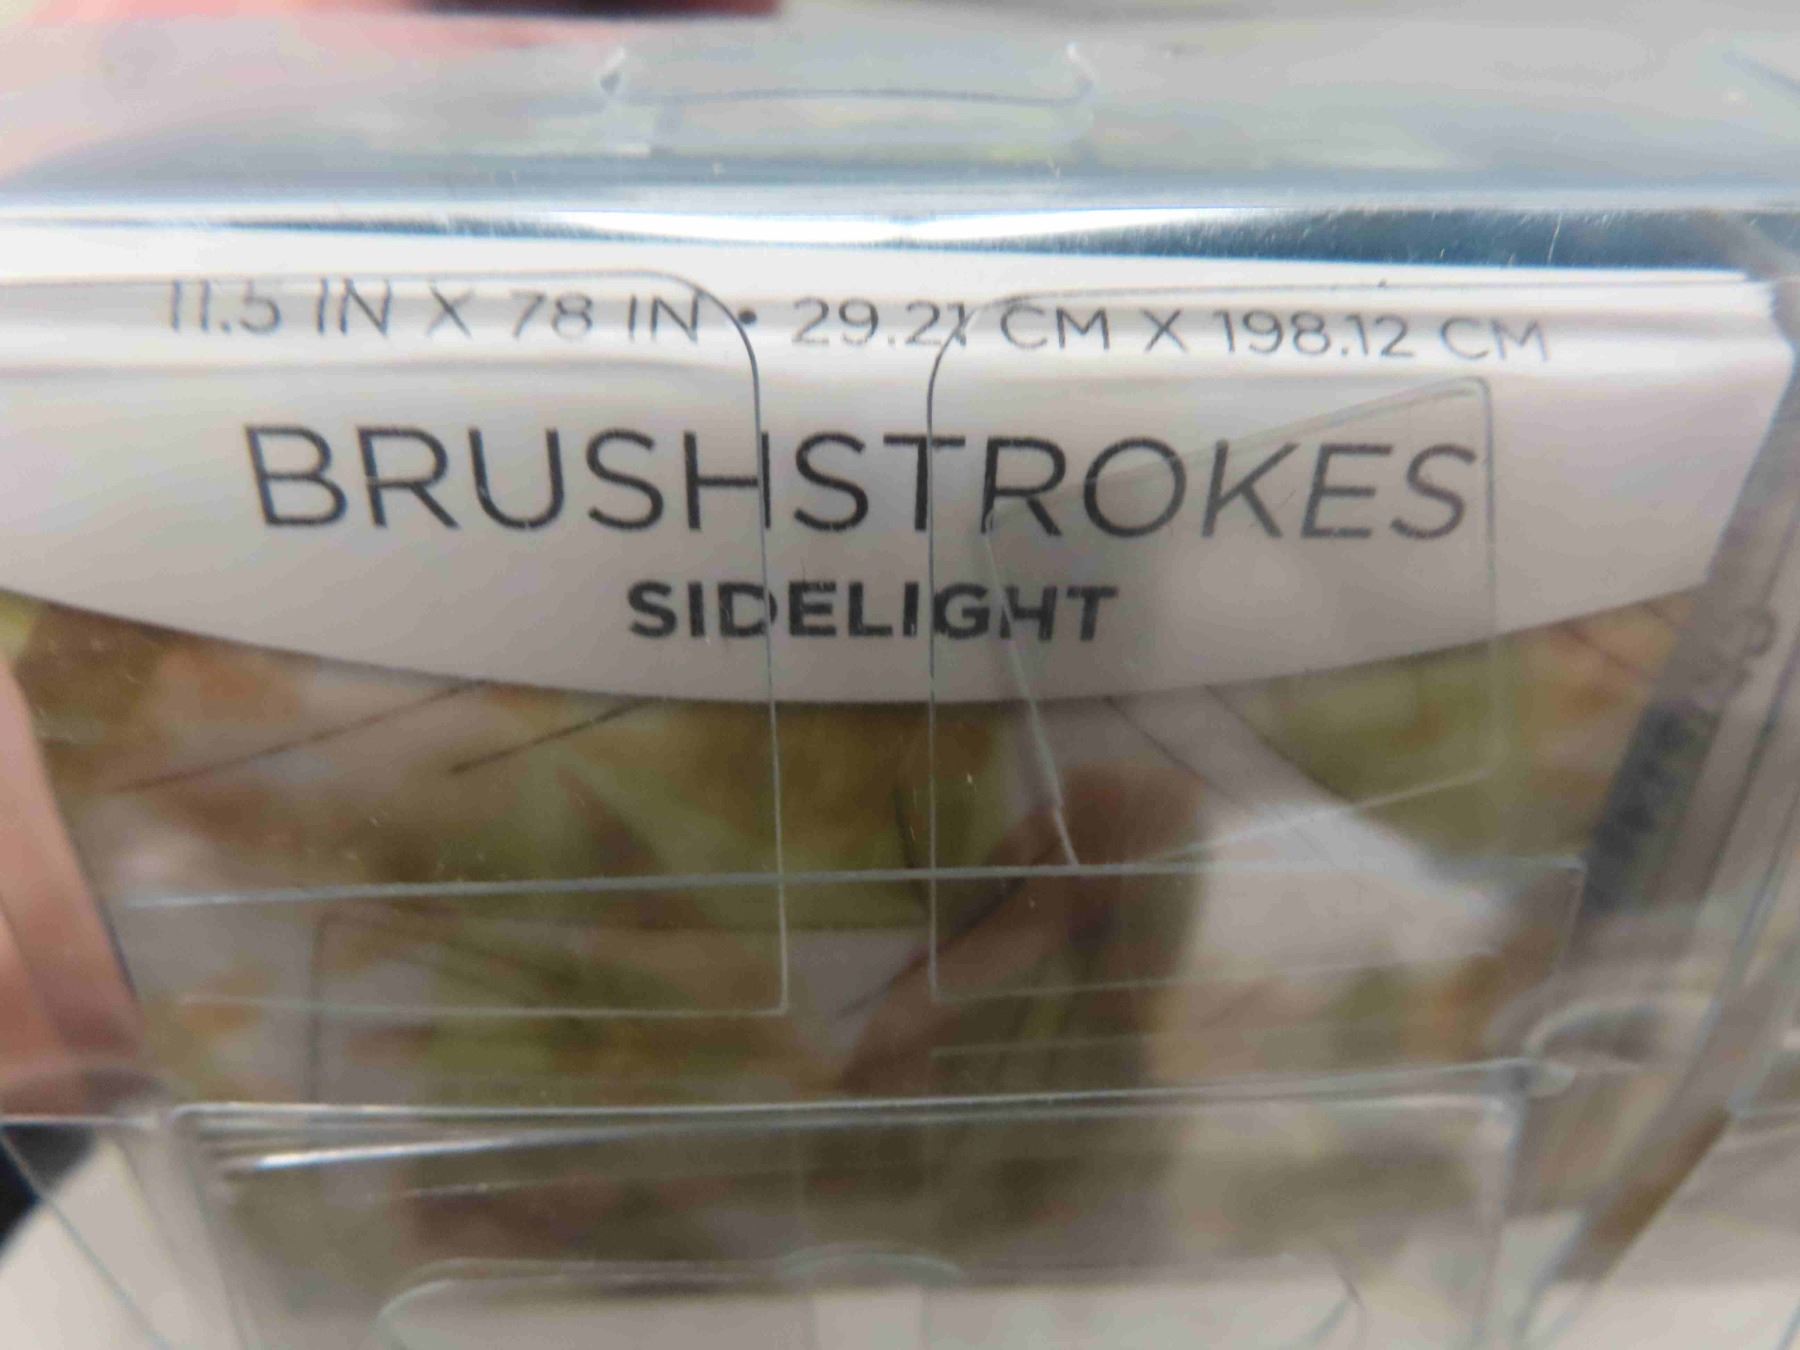 11.5 IN X 78 IN • 29.21 CM X 198.12 CM
BRUSHSTROKES
SIDELIGHT